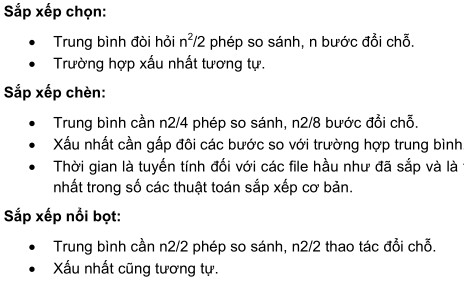 Sắp xếp chọn:
• Trung bình đòi hỏi n²/2 phép so sánh, n bước đổi chỗ.
• Trường hợp xấu nhất tương tự.
Sắp xếp chèn:
• Trung bình cần n2/4 phép so sánh, n2/8 bước đổi chỗ.
• Xấu nhất cần gấp đôi các bước so với trường hợp trung bình
• Thời gian là tuyến tính đối với các file hầu như đã sắp và là
nhất trong số các thuật toán sắp xếp cơ bản.
Sắp xếp nổi bọt:
• Trung bình cần n2/2 phép so sánh, n2/2 thao tác đổi chỗ.
• Xấu nhất cũng tương tự.